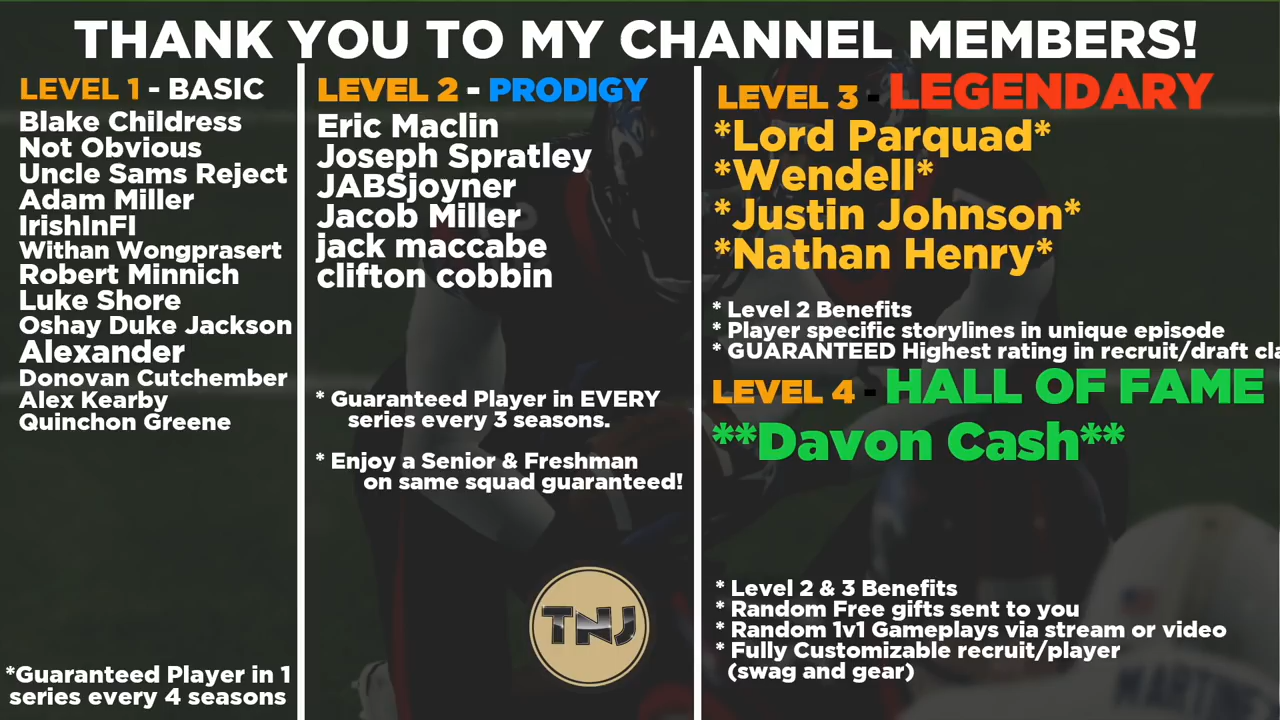 THANK YOU TO MY CHANNEL MEMBERS!
LEVEL 1 - BASIC
Blake Childress
Not Obvious
Uncle Sams Reject
Adam Miller
IrishInFl
Withan Wongprasert
Robert Minnich
Luke Shore
Oshay Duke Jackson
Alexander
Donovan Cutchember
Alex Kearby
Quinchon Greene
*Guaranteed Player in 1
series every 4 seasons
LEVEL 2 - PRODIGY
Eric Maclin
Joseph Spratley
JABSjoyner
Jacob Miller
jack maccabe
clifton cobbin
* Guaranteed Player in EVERY
series every 3 seasons.
* Enjoy a Senior & Freshman
on same squad guaranteed!
TNJ
LEVEL 3 - LEGENDARY
*Lord Parquad*
*Wendell*
*Justin Johnson*
*Nathan Henry*
* Level 2 Benefits
* Player specific storylines in unique episode
* GUARANTEED Highest rating in recruit/draft cla
LEVEL 4 - HALL OF FAME
**Davon Cash**
* Level 2 & 3 Benefits
* Random Free gifts sent to you
* Random 1v1 Gameplays via stream or video
* Fully Customizable recruit/player
(swag and gear)